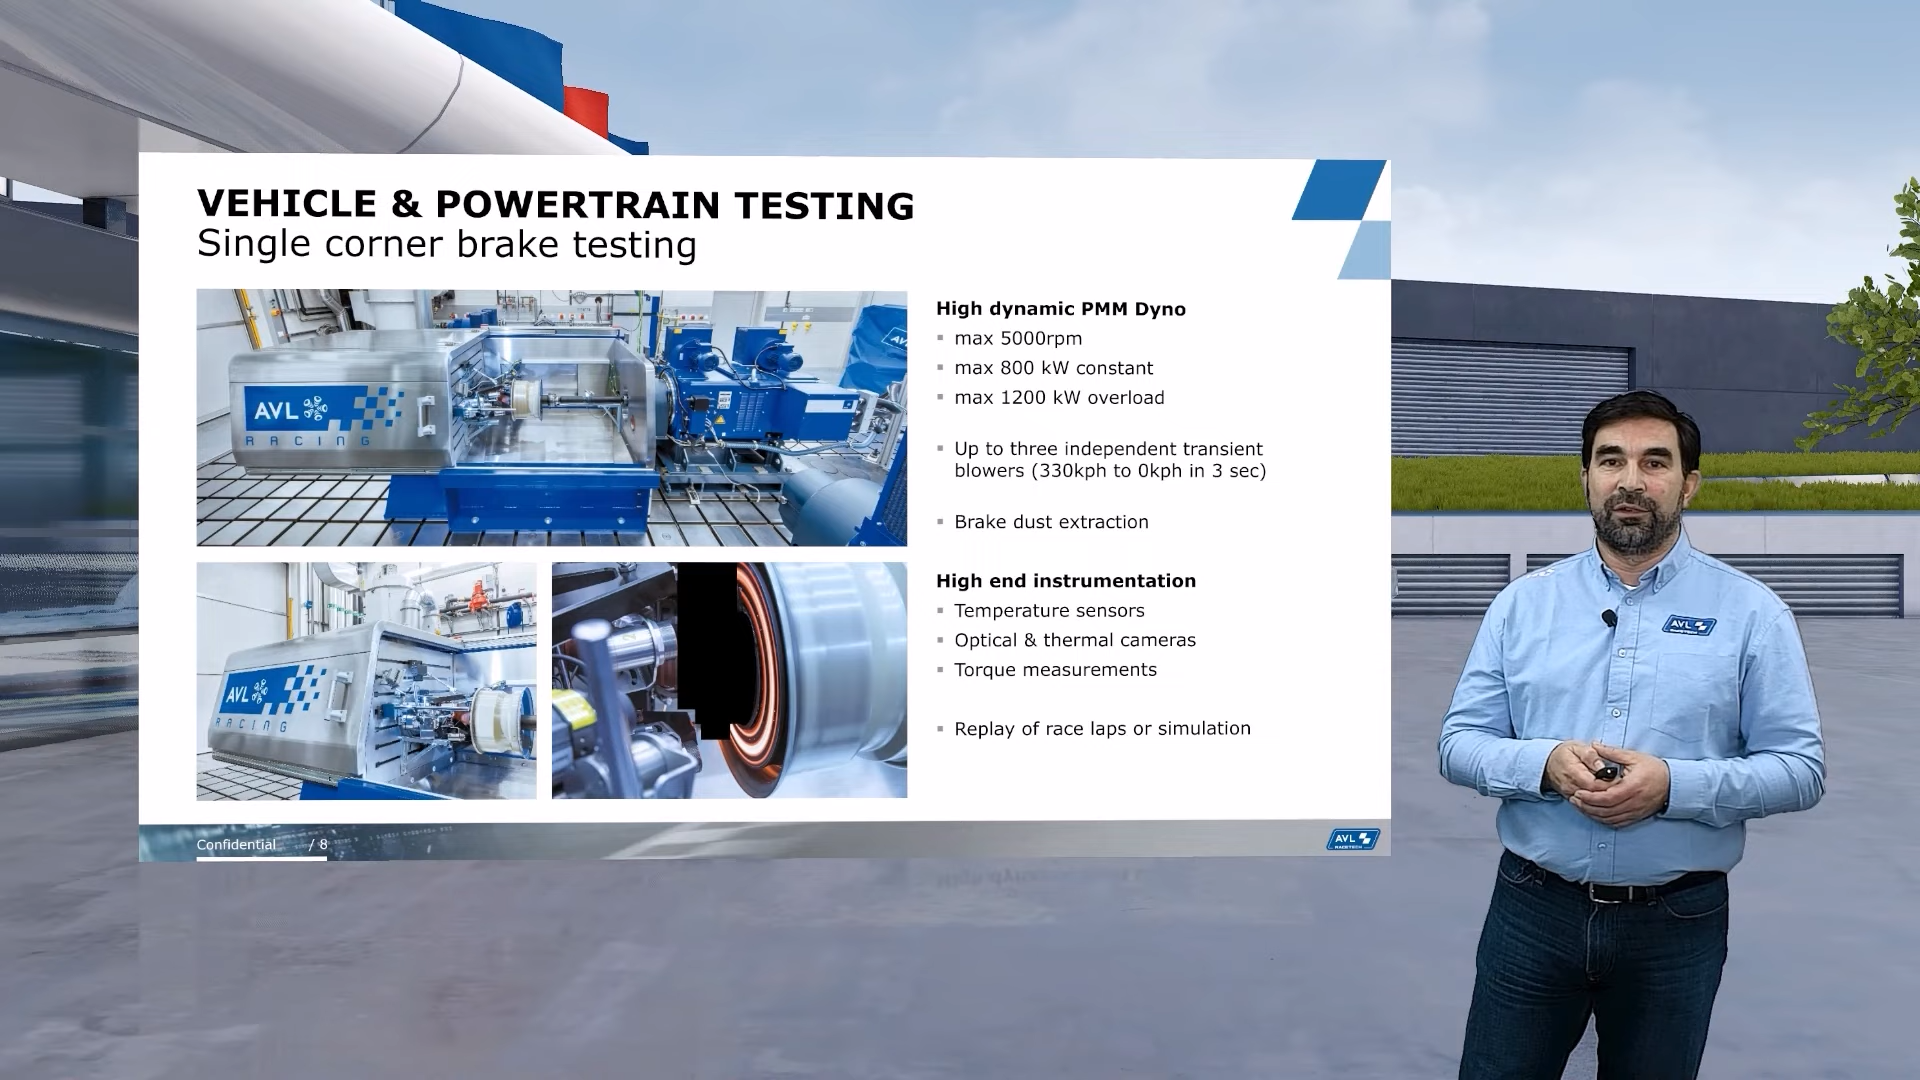 VEHICLE & POWERTRAIN TESTING
Single corner brake testing
AVL
RACING
AVL
RACING
High dynamic PMM Dyno
▪ max 5000rpm
▪ max 800 kW constant
▪ max 1200 kW overload
▪ Up to three independent transient
blowers (330kph to 0kph in 3 sec)
▪ Brake dust extraction
High end instrumentation
▪ Temperature sensors
▪ Optical & thermal cameras
▪ Torque measurements
▪ Replay of race laps or simulation
Confidential / 8
AVL
RACETECH
AVL
RACETECH